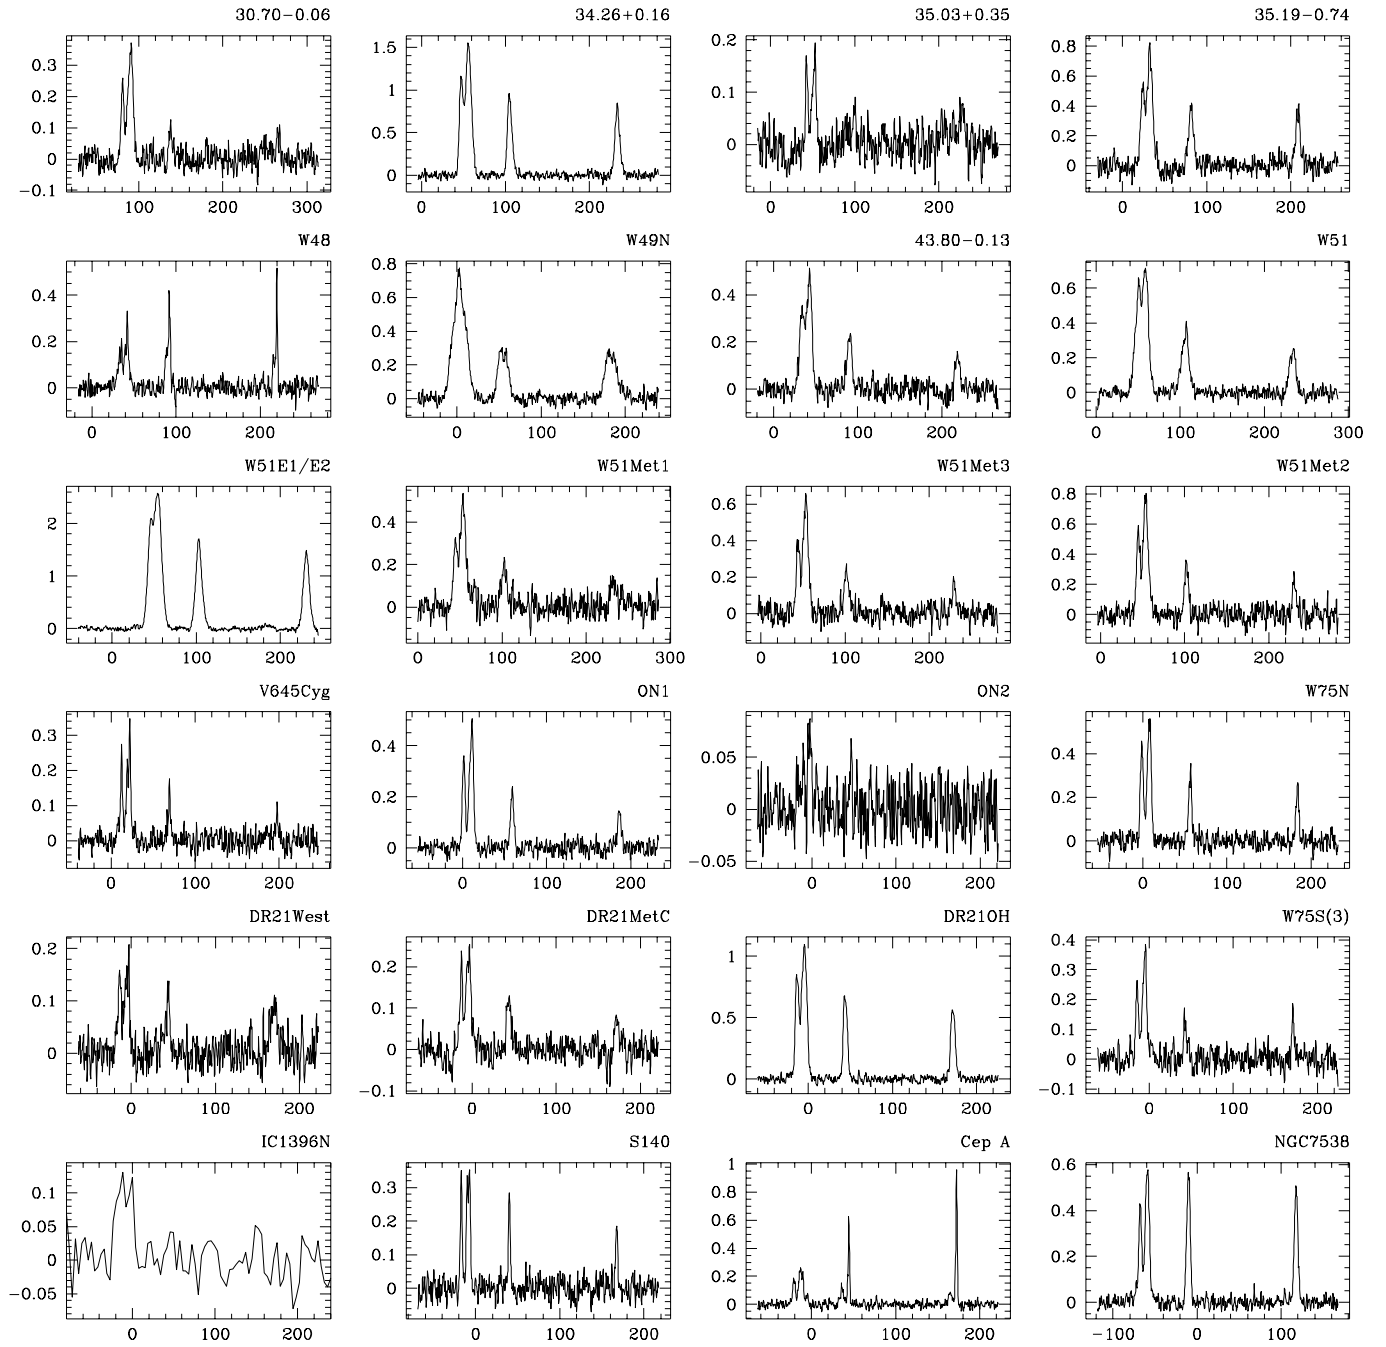 30.70−0.06
34.26+0.16
35.03+0.35
35.19−0.74
0.3
0.2
0.1
0
−0.1
100 200 300
1.5
1
0.5
0
0 100 200
0.2
0.1
0
0 100 200
0.8
0.6
0.4
0.2
0
0 100 200
W48
W49N
43.80−0.13
W51
0.4
0.2
0
0 100 200
0.8
0.6
0.4
0.2
0
0 100 200
0.4
0.2
0
0 100 200
0.6
0.4
0.2
0
0 100 200 300
W51E1/E2
W51Met1
W51Met3
W51Met2
2
1
0
0 100 200
0.4
0.2
0
0 100 200 300
0.6
0.4
0.2
0
0 100 200
0.8
0.6
0.4
0.2
0
0 100 200
V645Cyg
ON1
ON2
W75N
0.3
0.2
0.1
0
0 100 200
0.4
0.2
0
0 100 200
0.05
0
−0.05
0 100 200
0.4
0.2
0
0 100 200
DR21West
DR21MetC
DR21OH
W75S(3)
0.2
0.1
0
0 100 200
0.2
0.1
0
−0.1
0 100 200
1
0.5
0
0 100 200
0.4
0.3
0.2
0.1
0
−0.1
0 100 200
IC1396N
S140
Cep A
NGC7538
0.1
0.05
0
−0.05
0 100 200
0.3
0.2
0.1
0
0 100 200
1
0.8
0.6
0.4
0.2
0
0 100 200
0.6
0.4
0.2
0
−100 0 100